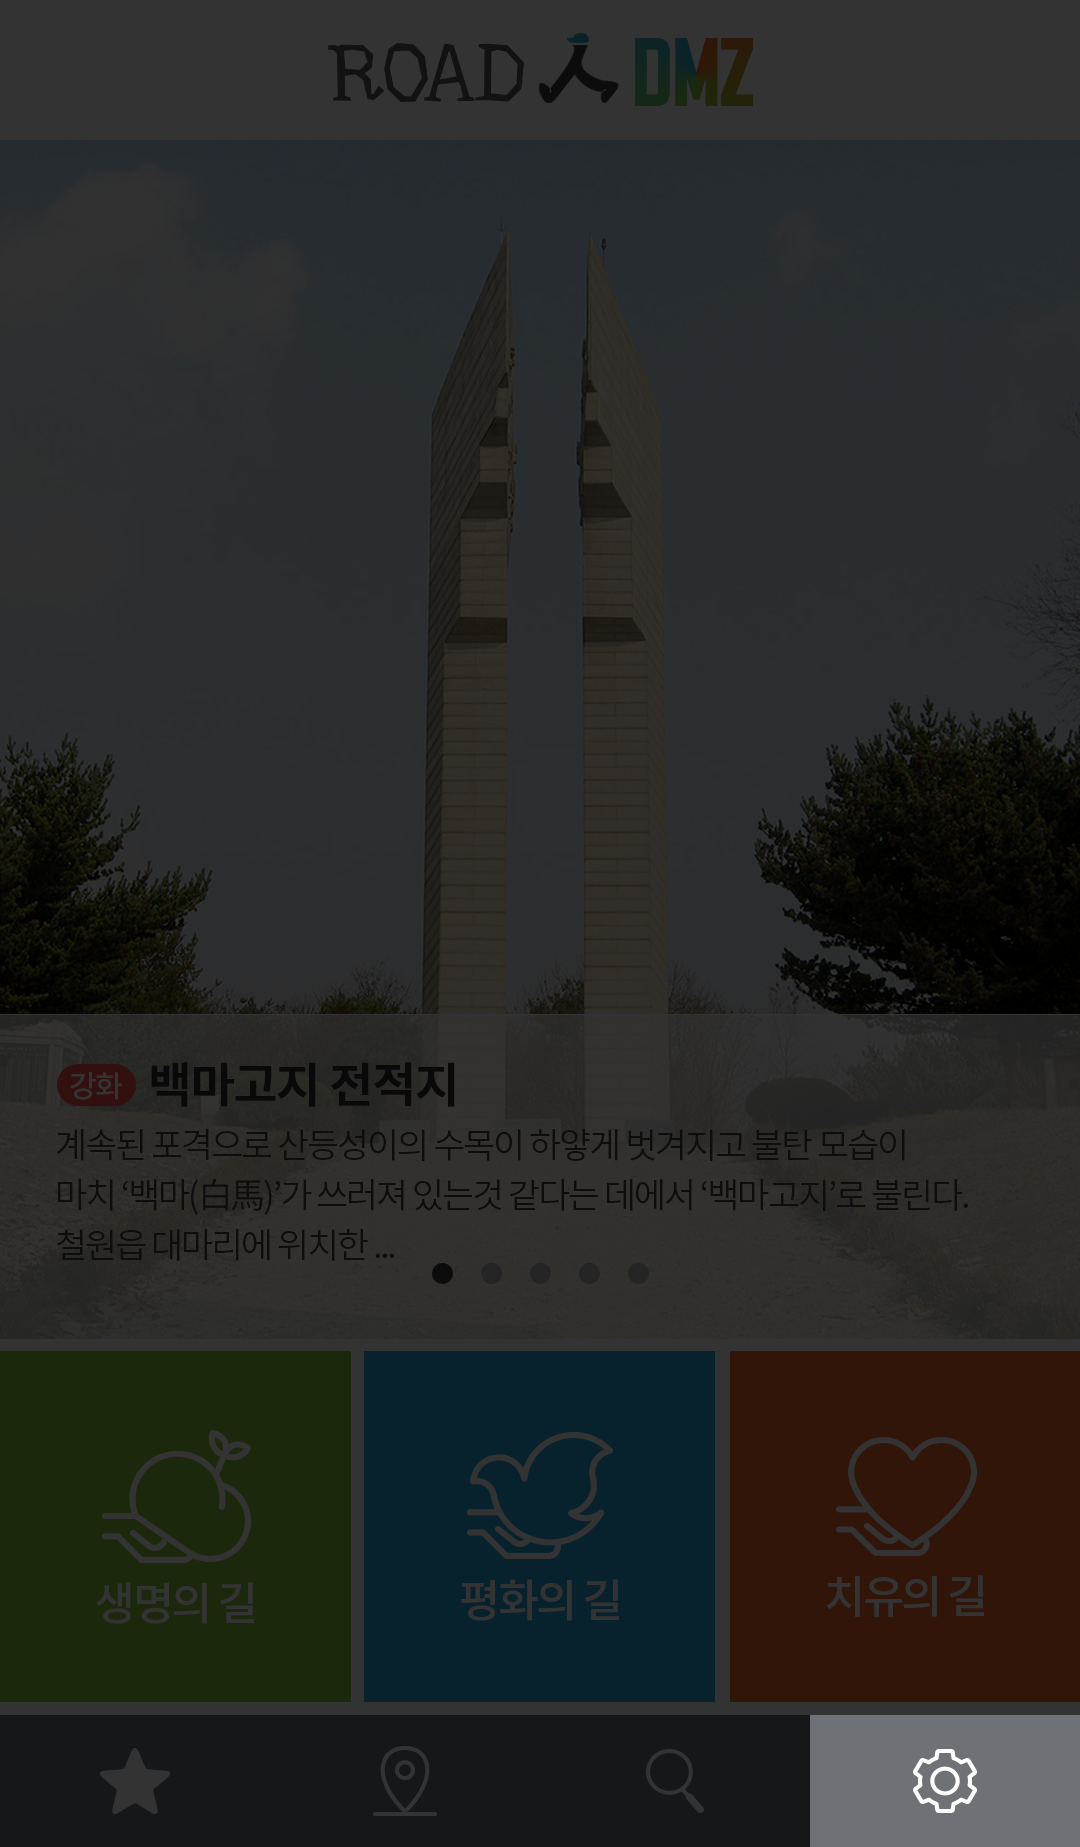 ROAD 人 DMZ
강화 백마고지 전적지
계속된 포격으로 산등성이의 수목이 하얗게 벗겨지고 불탄 모습이
마치 ‘백마(白馬)’가 쓰러져 있는것 같다는 데에서 ‘백마고지’로 불린다.
철원읍 대마리에 위치한 ...
생명의 길
평화의 길
치유의 길